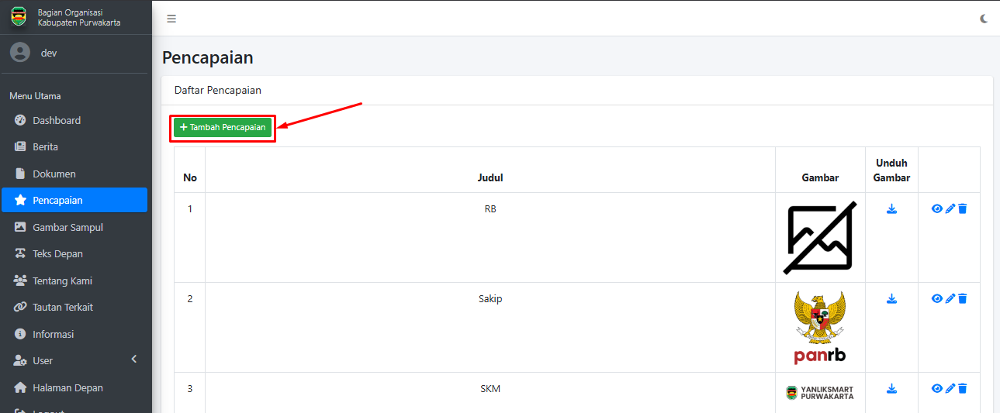 Bagian Organisasi
Kabupaten Purwakarta
dev
Menu Utama
Dashboard
Berita
Dokumen
Pencapaian
Gambar Sampul
Teks Depan
Tentang Kami
Tautan Terkait
Informasi
User
Halaman Depan
Logout
Pencapaian
Daftar Pencapaian
+ Tambah Pencapaian
No Judul Gambar Unduh Gambar
1 RB
2 Sakip
panrb
3 SKM
YANLIKSMART
PURWAKARTA